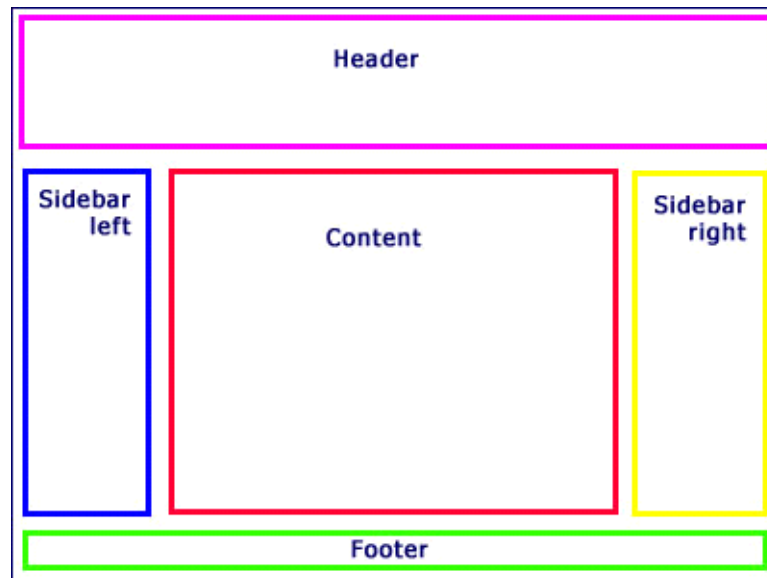 Header
Sidebar
left
Content
Sidebar
right
Footer